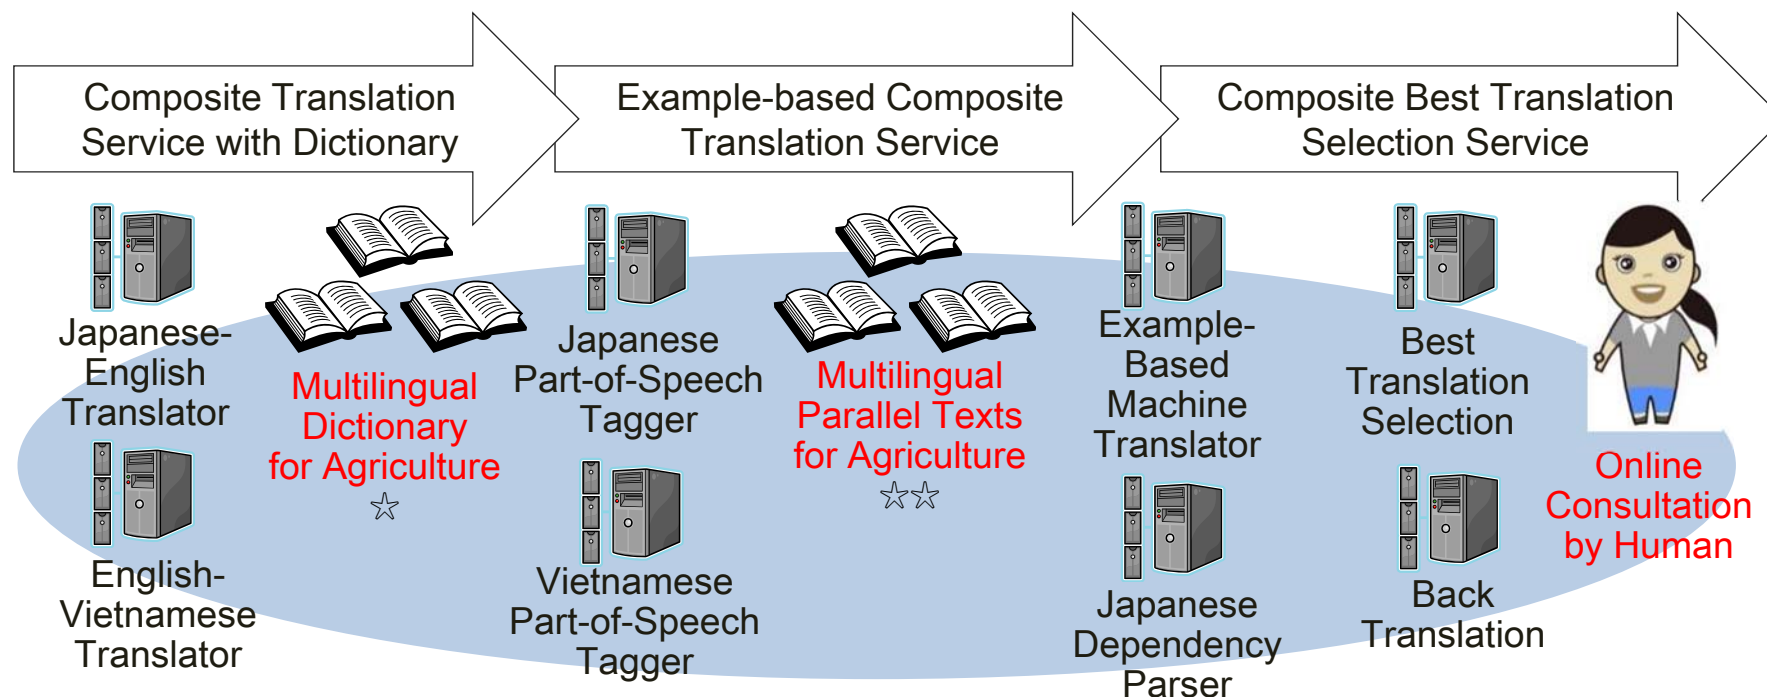 Composite Translation
Service with Dictionary
Example-based Composite
Translation Service
Composite Best Translation
Selection Service
Japanese-
English
Translator
English-
Vietnamese
Translator
Multilingual
Dictionary
for Agriculture
☆
Japanese
Part-of-Speech
Tagger
Vietnamese
Part-of-Speech
Tagger
Multilingual
Parallel Texts
for Agriculture
☆☆
Example-
Based
Machine
Translator
Japanese
Dependency
Parser
Best
Translation
Selection
Back
Translation
Online
Consultation
by Human